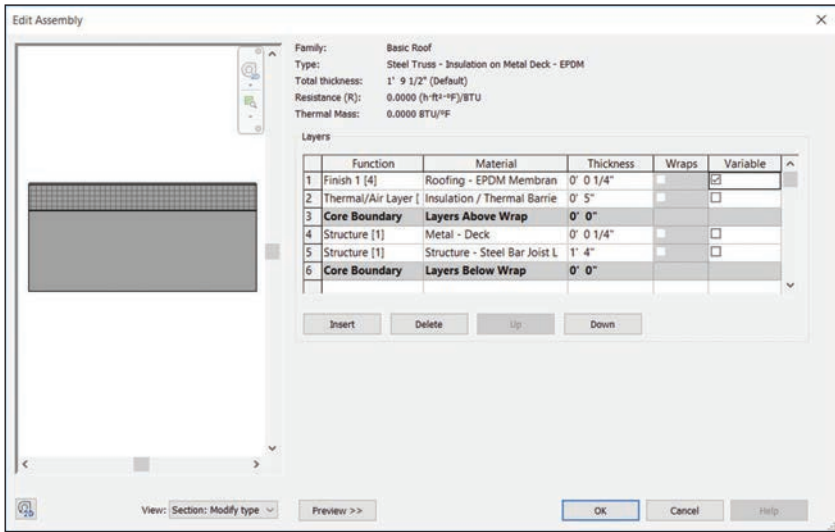 Edit Assembly
Family: Basic Roof
Type: Steel Truss - Insulation on Metal Deck - EPDM
Total thickness: 1' 9 1/2" (Default)
Resistance (R): 0.0000 (h·ft²·°F)/BTU
Thermal Mass: 0.0000 BTU/°F
Layers
Function Material Thickness Wraps Variable
1 Finish 1 [4] Roofing - EPDM Membran 0' 0 1/4"
2 Thermal/Air Layer [ Insulation / Thermal Barrie 0' 5"
3 Core Boundary Layers Above Wrap 0' 0"
4 Structure [1] Metal - Deck 0' 0 1/4"
5 Structure [1] Structure - Steel Bar Joist L 1' 4"
6 Core Boundary Layers Below Wrap 0' 0"
Insert Delete Up Down
2D View: Section: Modify type Preview >> OK Cancel Help